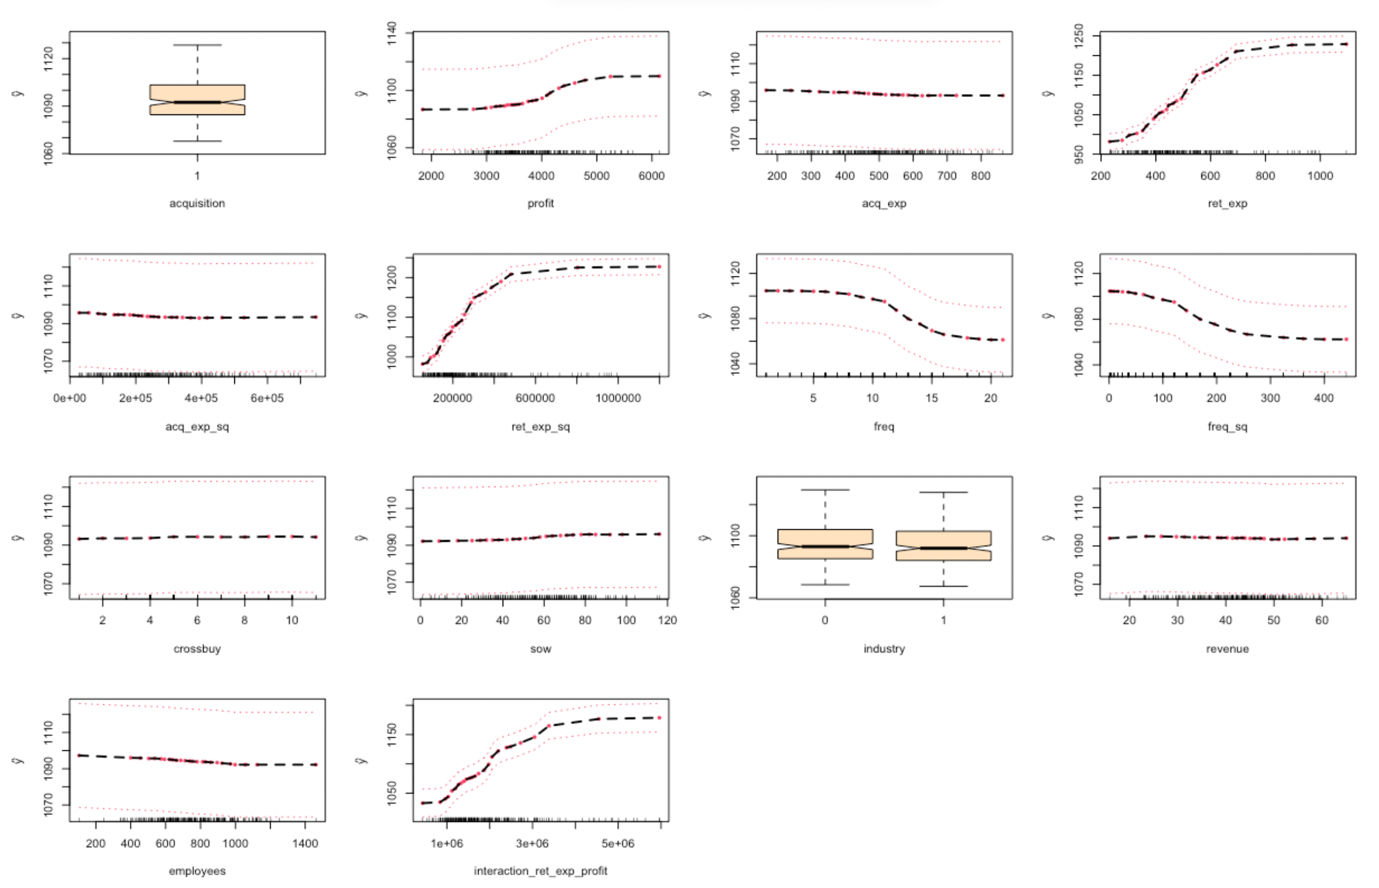 ŷ
1060 1090 1120
1
acquisition
ŷ
1060 1100 1140
2000 3000 4000 5000 6000
profit
ŷ
1070 1090 1110
200 300 400 500 600 700 800
acq_exp
ŷ
950 1050 1150 1250
200 400 600 800 1000
ret_exp
ŷ
1070 1090 1110
0e+00 2e+05 4e+05 6e+05
acq_exp_sq
ŷ
1000 1100 1200
200000 600000 1000000
ret_exp_sq
ŷ
1040 1080 1120
5 10 15 20
freq
ŷ
1040 1080 1120
0 100 200 300 400
freq_sq
ŷ
1070 1090 1110
2 4 6 8 10
crossbuy
ŷ
1070 1090 1110
0 20 40 60 80 100 120
sow
ŷ
1060 1100
0 1
industry
ŷ
1070 1090 1110
20 30 40 50 60
revenue
ŷ
1070 1090 1110
200 400 600 800 1000 1400
employees
ŷ
1050 1150
1e+06 3e+06 5e+06
interaction_ret_exp_profit